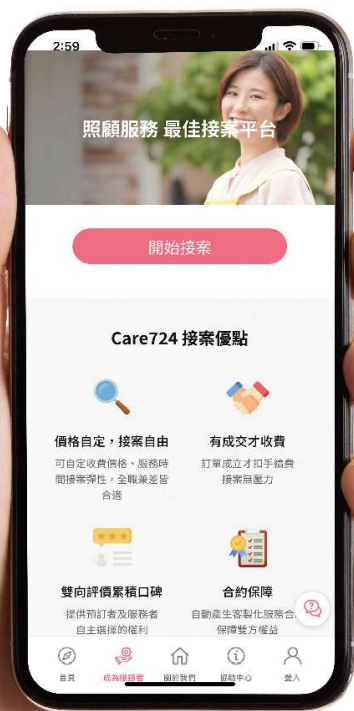 2:59
照顧服務 最佳接案平台
開始接案
Care724 接案優點
價格自定，接案自由
可自定收費價格、服務時
間接案彈性，全職兼差皆
合適
有成交才收費
訂單成立才扣手續費
接案無壓力
雙向評價累積口碑
提供預訂者及服務者
自主選擇的權利
合約保障
自動產生客製化服務合
保障雙方權益
首頁
成為服務者
關於我們
協助中心
登入